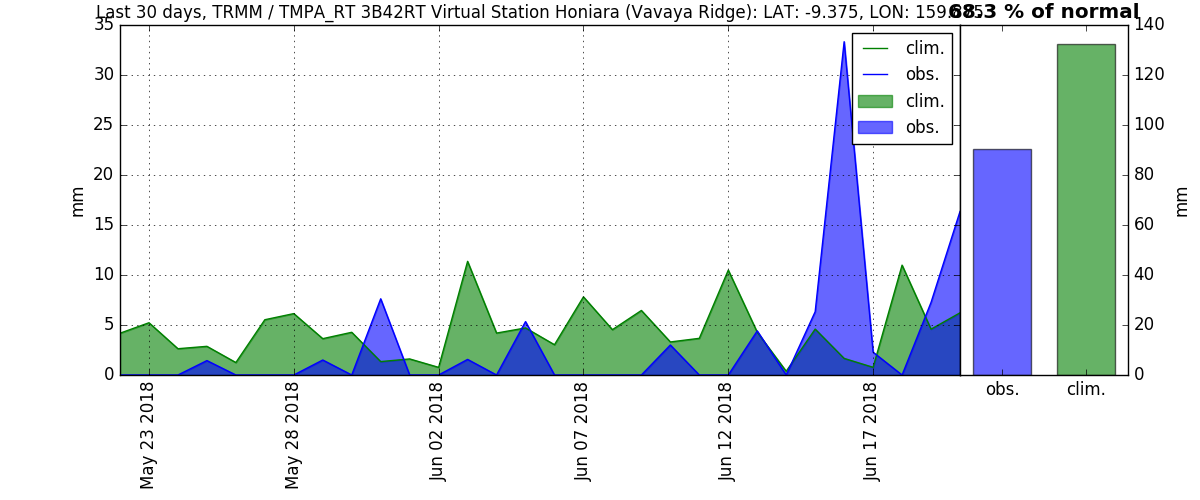 Last 30 days, TRMM / TMPA_RT 3B42RT Virtual Station Honiara (Vavaya Ridge): LAT: -9.375, LON:
68.3 % of normal
35
30
25
20
15
10
5
0
mm
clim.
obs.
clim.
obs.
May 23 2018
May 28 2018
Jun 02 2018
Jun 07 2018
Jun 12 2018
Jun 17 2018
140
120
100
80
60
40
20
0
mm
obs.
clim.